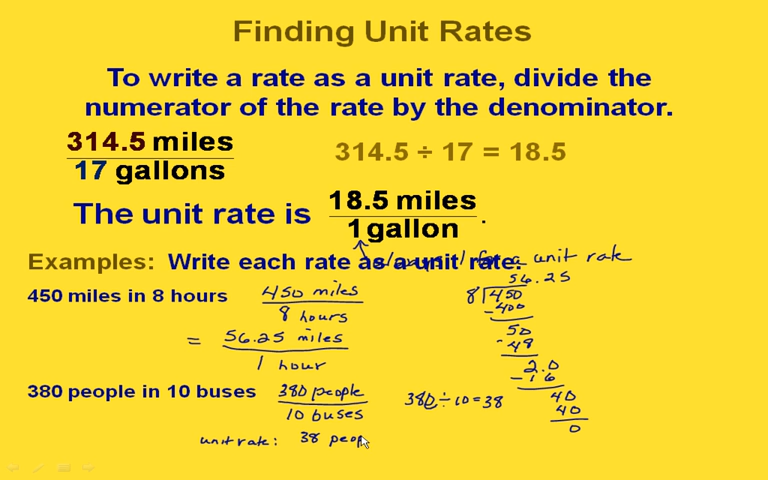 Finding Unit Rates
To write a rate as a unit rate, divide the
numerator of the rate by the denominator.
314.5 miles
17 gallons
314.5 ÷ 17 = 18.5
The unit rate is
18.5 miles
1 gallon
.
always 1 for a unit rate
Examples: Write each rate as a unit rate.
450 miles in 8 hours
450 miles
8 hours
= 56.25 miles
1 hour
56.25
8 450
-400
50
-48
2.0
-16
40
40
0
380 people in 10 buses
380 people
10 buses
380 ÷ 10 = 38
unit rate: 38 peop